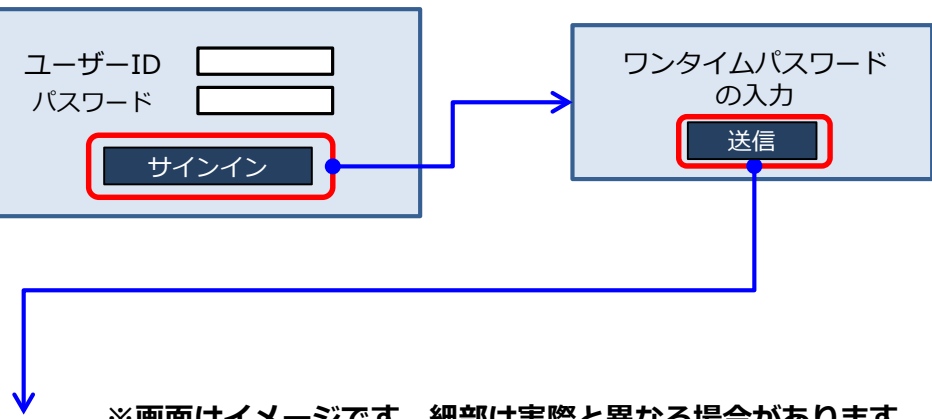 ユーザーID
パスワード
サインイン
ワンタイムパスワード
の入力
送信
※画面はイメージです。細部は実際と異なる場合があります